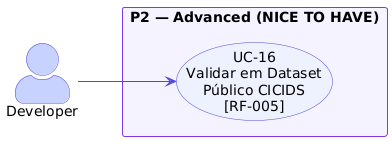 P2 — Advanced (NICE TO HAVE)
UC-16
Validar em Dataset
Público CICIDS
[RF-005]
Developer